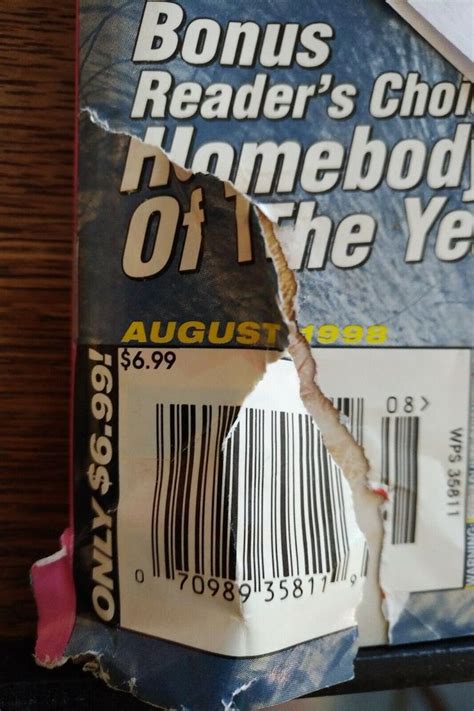 Bonus
Reader's Choi
Homebody
Of The Ye
AUGUST 1998
$6.99
ONLY $6.99!
08>
WPS 35811
0 70989 35811 9